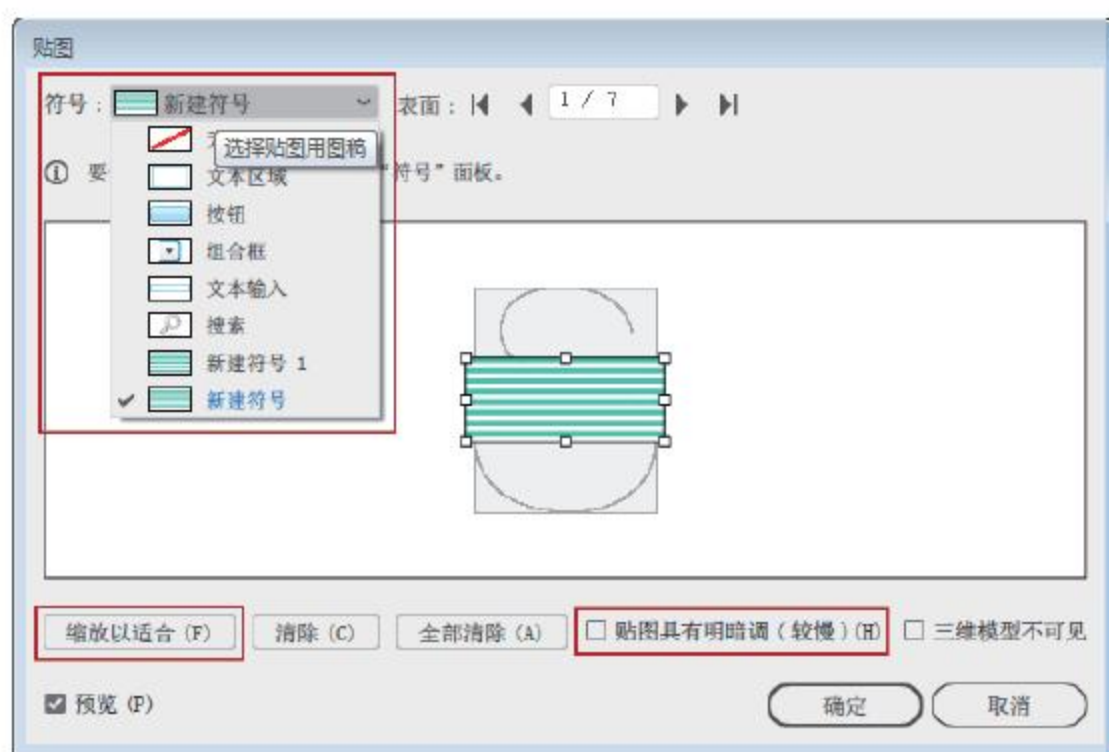 贴图
符号： 新建符号 表面： 1 / 7
选择贴图用图稿
要 “符号”面板。
文本区域
按钮
组合框
文本输入
搜索
新建符号 1
新建符号
缩放以适合 (F) 清除 (C) 全部清除 (A) 贴图具有明暗调（较慢）(H) 三维模型不可见
预览 (P) 确定 取消